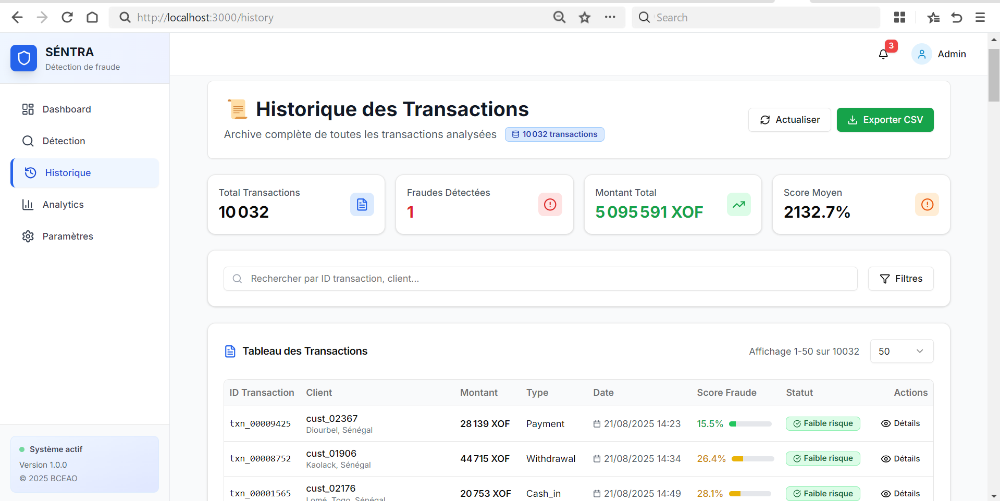 http://localhost:3000/history
Search
SÉNTRA
Détection de fraude
3
Admin
Dashboard
Détection
Historique
Analytics
Paramètres
Système actif
Version 1.0.0
© 2025 BCEAO
Historique des Transactions
Archive complète de toutes les transactions analysées
10 032 transactions
Actualiser
Exporter CSV
Total Transactions
10 032
Fraudes Détectées
1
Montant Total
5 095 591 XOF
Score Moyen
2132.7%
Rechercher par ID transaction, client...
Filtres
Tableau des Transactions
Affichage 1-50 sur 10032
50
ID Transaction Client Montant Type Date Score Fraude Statut Actions
txn_00009425 cust_02367 28 139 XOF Payment 21/08/2025 14:23 15.5% Faible risque Détails
Diourbel, Sénégal
txn_00008752 cust_01906 44 715 XOF Withdrawal 21/08/2025 14:34 26.4% Faible risque Détails
Kaolack, Sénégal
txn_00001565 cust_02176 20 753 XOF Cash_in 21/08/2025 14:49 28.1% Faible risque Détails
Lomé, Togo, Sénégal